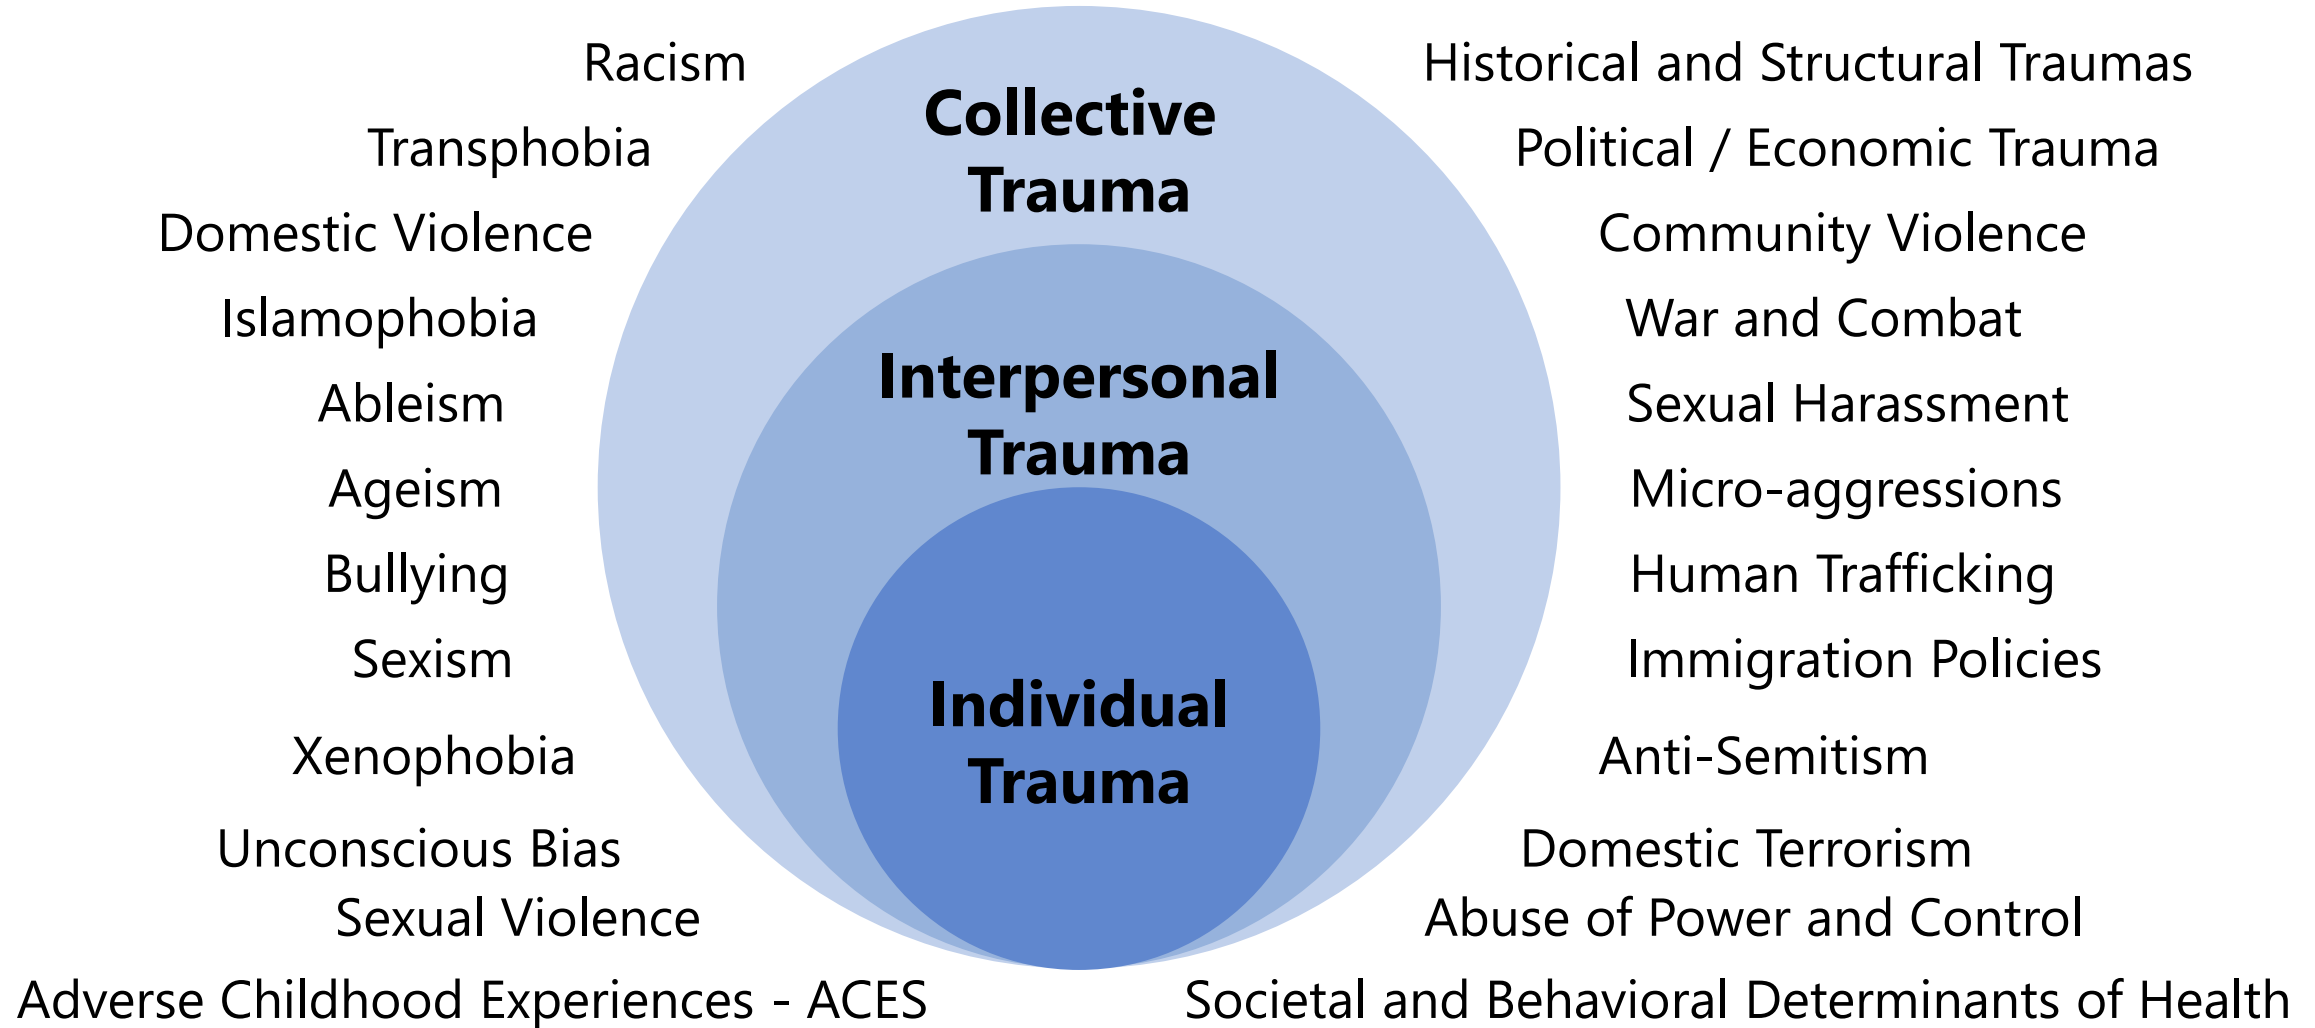 Racism
Transphobia
Domestic Violence
Islamophobia
Ableism
Ageism
Bullying
Sexism
Xenophobia
Unconscious Bias
Sexual Violence
Adverse Childhood Experiences - ACES
Collective
Trauma
Interpersonal
Trauma
Individual
Trauma
Historical and Structural Traumas
Political / Economic Trauma
Community Violence
War and Combat
Sexual Harassment
Micro-aggressions
Human Trafficking
Immigration Policies
Anti-Semitism
Domestic Terrorism
Abuse of Power and Control
Societal and Behavioral Determinants of Health